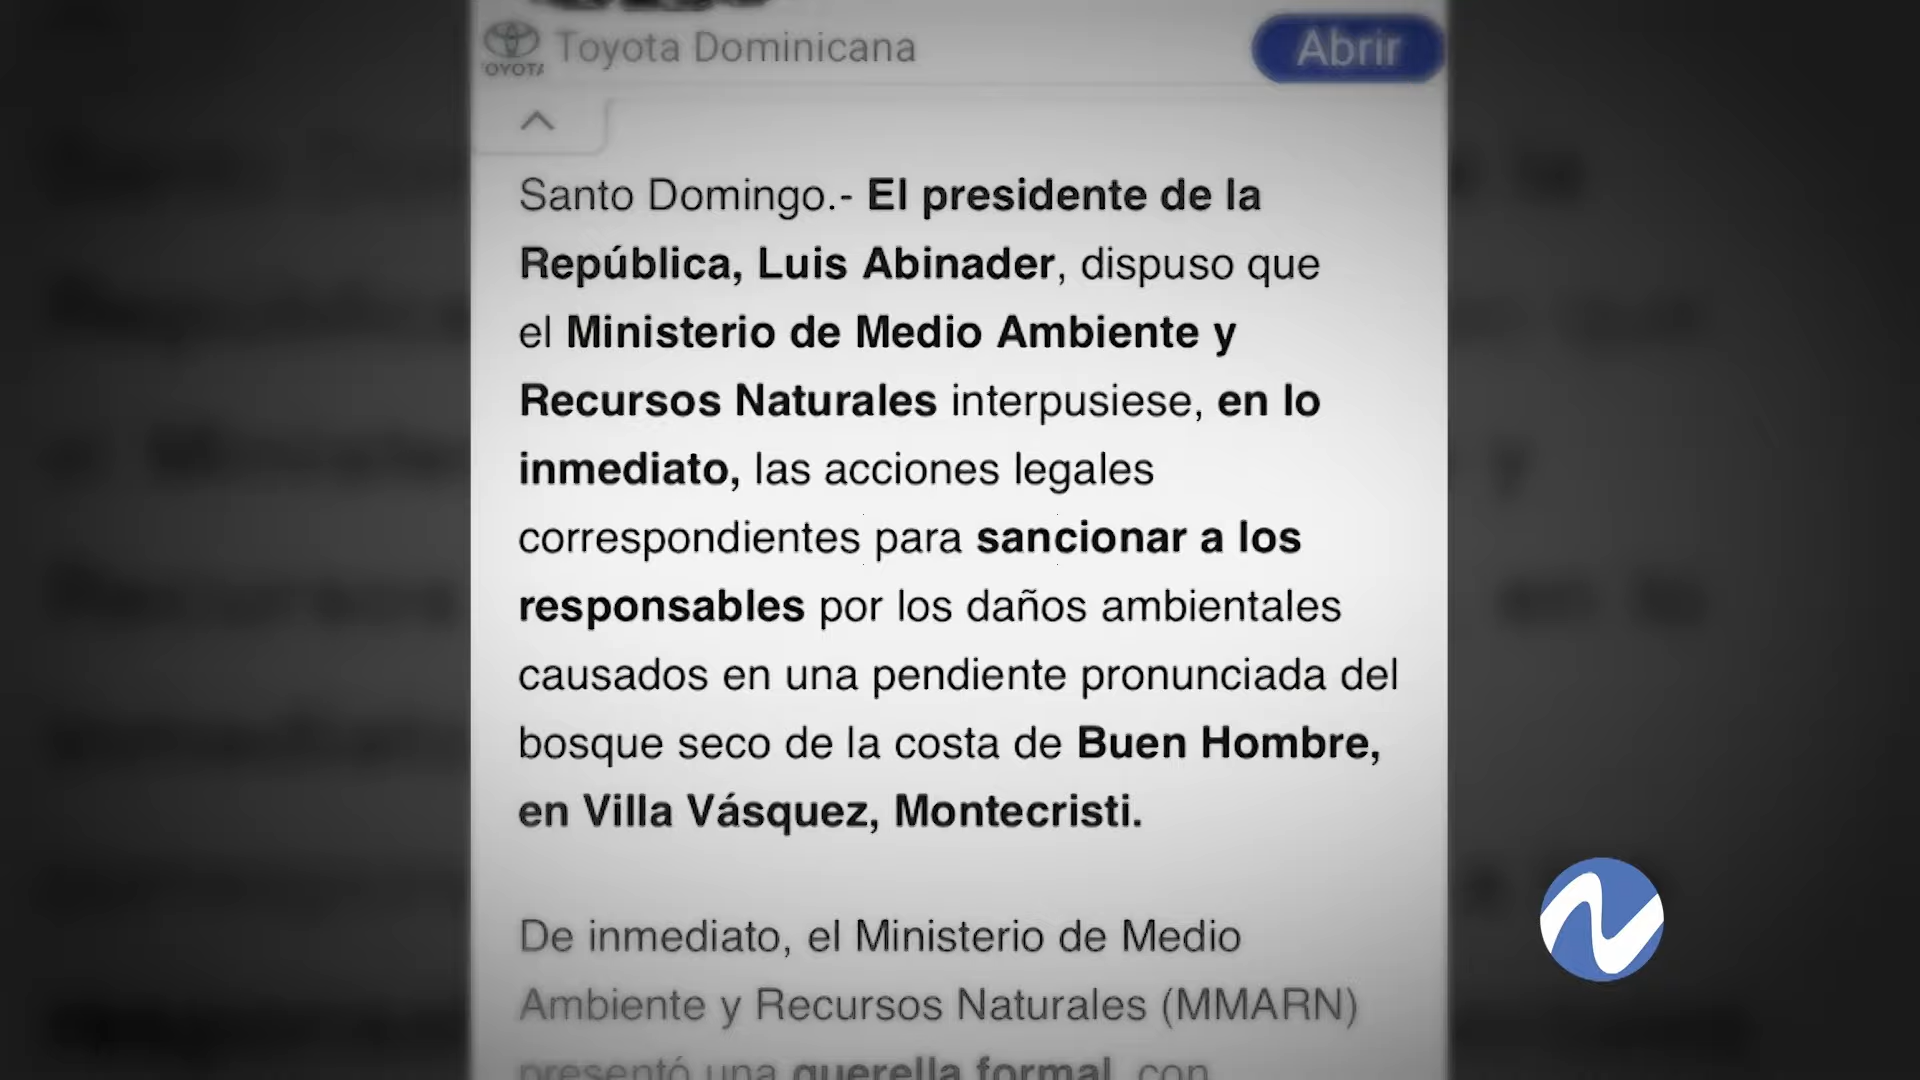 TOYOTA
Toyota Dominicana
Abrir
Santo Domingo.- El presidente de la
República, Luis Abinader, dispuso que
el Ministerio de Medio Ambiente y
Recursos Naturales interpusiese, en lo
inmediato, las acciones legales
correspondientes para sancionar a los
responsables por los daños ambientales
causados en una pendiente pronunciada del
bosque seco de la costa de Buen Hombre,
en Villa Vásquez, Montecristi.
De inmediato, el Ministerio de Medio
Ambiente y Recursos Naturales (MMARN)
presentó una querella formal, con